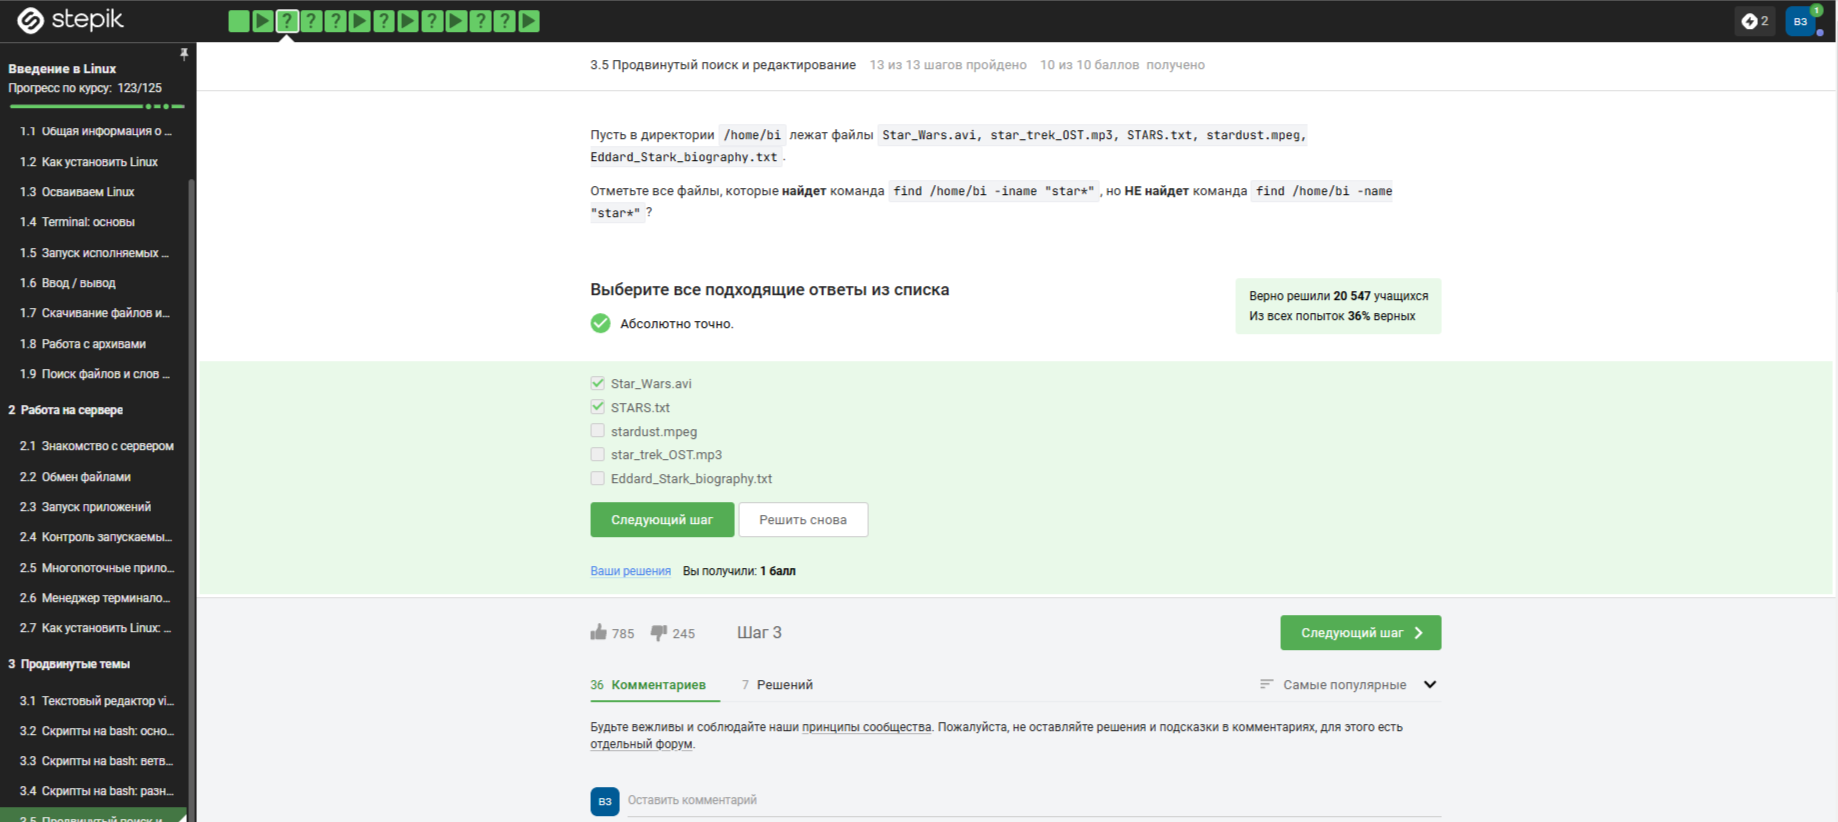 stepik
2
ВЗ
1
Введение в Linux
Прогресс по курсу: 123/125
1.1 Общая информация о ...
1.2 Как установить Linux
1.3 Осваиваем Linux
1.4 Terminal: основы
1.5 Запуск исполняемых ...
1.6 Ввод / вывод
1.7 Скачивание файлов и...
1.8 Работа с архивами
1.9 Поиск файлов и слов ...
2 Работа на сервере
2.1 Знакомство с сервером
2.2 Обмен файлами
2.3 Запуск приложений
2.4 Контроль запускаемы...
2.5 Многопоточные прило...
2.6 Менеджер терминало...
2.7 Как установить Linux: ...
3 Продвинутые темы
3.1 Текстовый редактор vi...
3.2 Скрипты на bash: осно...
3.3 Скрипты на bash: ветв...
3.4 Скрипты на bash: разн...
3.5 Продвинутый поиск и
3.5 Продвинутый поиск и редактирование 13 из 13 шагов пройдено 10 из 10 баллов получено
Пусть в директории /home/bi лежат файлы Star_Wars.avi, star_trek_OST.mp3, STARS.txt, stardust.mpeg,
Eddard_Stark_biography.txt .
Отметьте все файлы, которые найдет команда find /home/bi -iname "star*" , но НЕ найдет команда find /home/bi -name
"star*" ?
Выберите все подходящие ответы из списка
Абсолютно точно.
Верно решили 20 547 учащихся
Из всех попыток 36% верных
Star_Wars.avi
STARS.txt
stardust.mpeg
star_trek_OST.mp3
Eddard_Stark_biography.txt
Следующий шаг Решить снова
Ваши решения Вы получили: 1 балл
785 245 Шаг 3 Следующий шаг
36 Комментариев 7 Решений Самые популярные
Будьте вежливы и соблюдайте наши принципы сообщества. Пожалуйста, не оставляйте решения и подсказки в комментариях, для этого есть
отдельный форум.
ВЗ Оставить комментарий